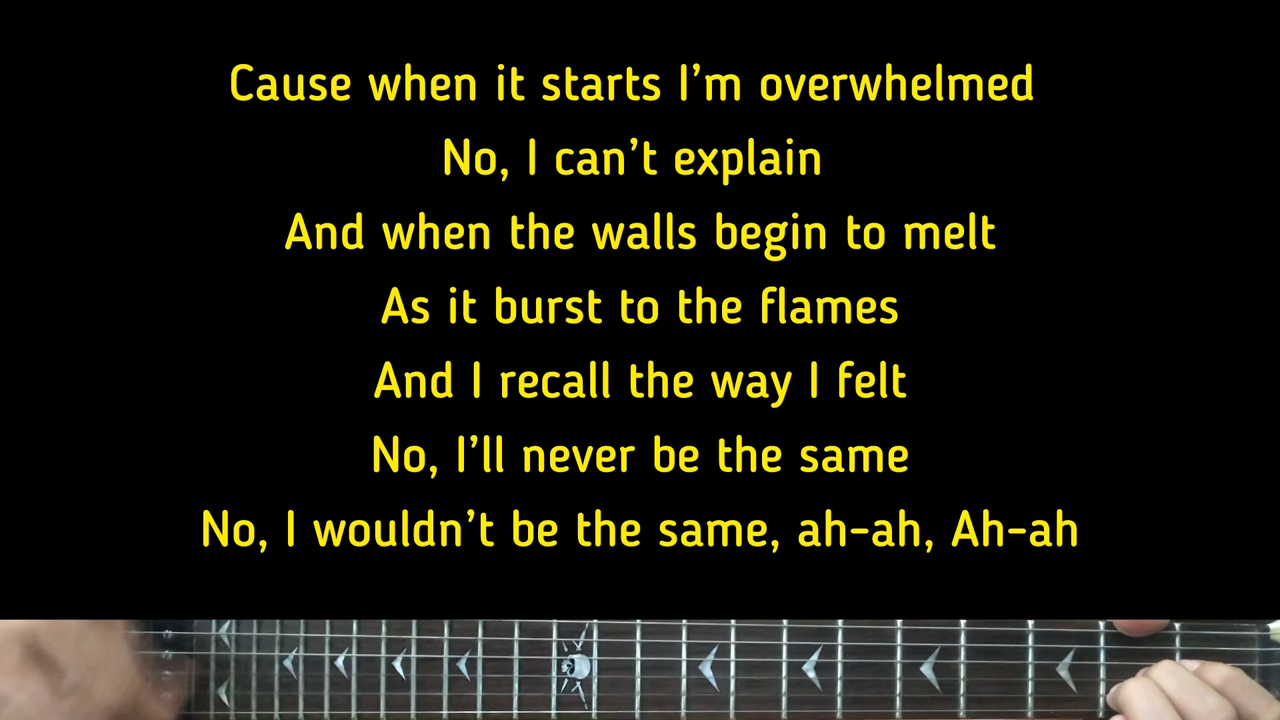 Cause when it starts I'm overwhelmed
No, I can't explain
And when the walls begin to melt
As it burst to the flames
And I recall the way I felt
No, I'll never be the same
No, I wouldn't be the same, ah-ah, Ah-ah